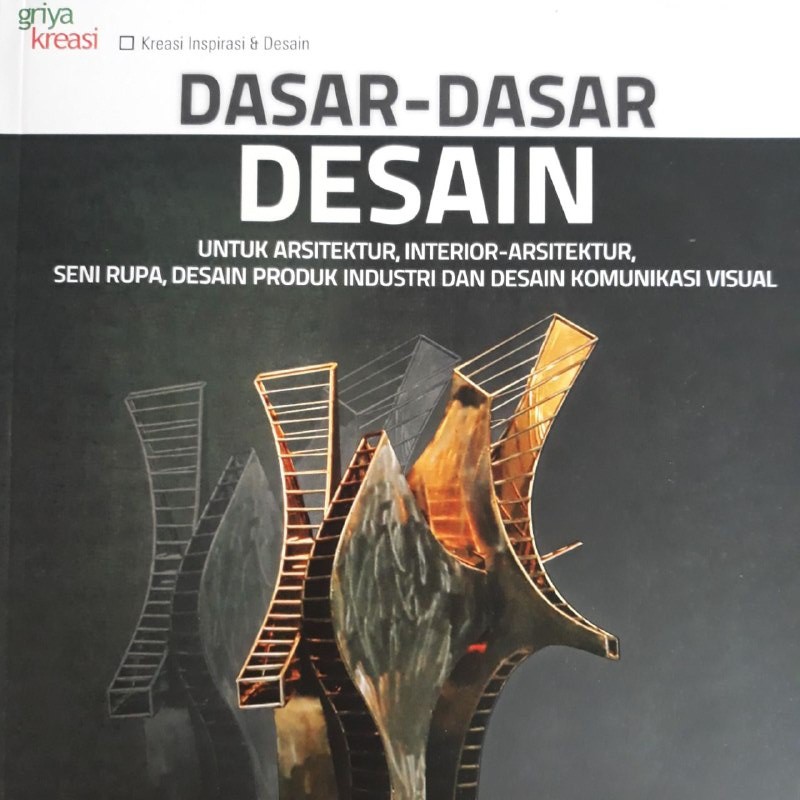 griya
kreasi
Kreasi Inspirasi & Desain
DASAR-DASAR
DESAIN
UNTUK ARSITEKTUR, INTERIOR-ARSITEKTUR,
SENI RUPA, DESAIN PRODUK INDUSTRI DAN DESAIN KOMUNIKASI VISUAL